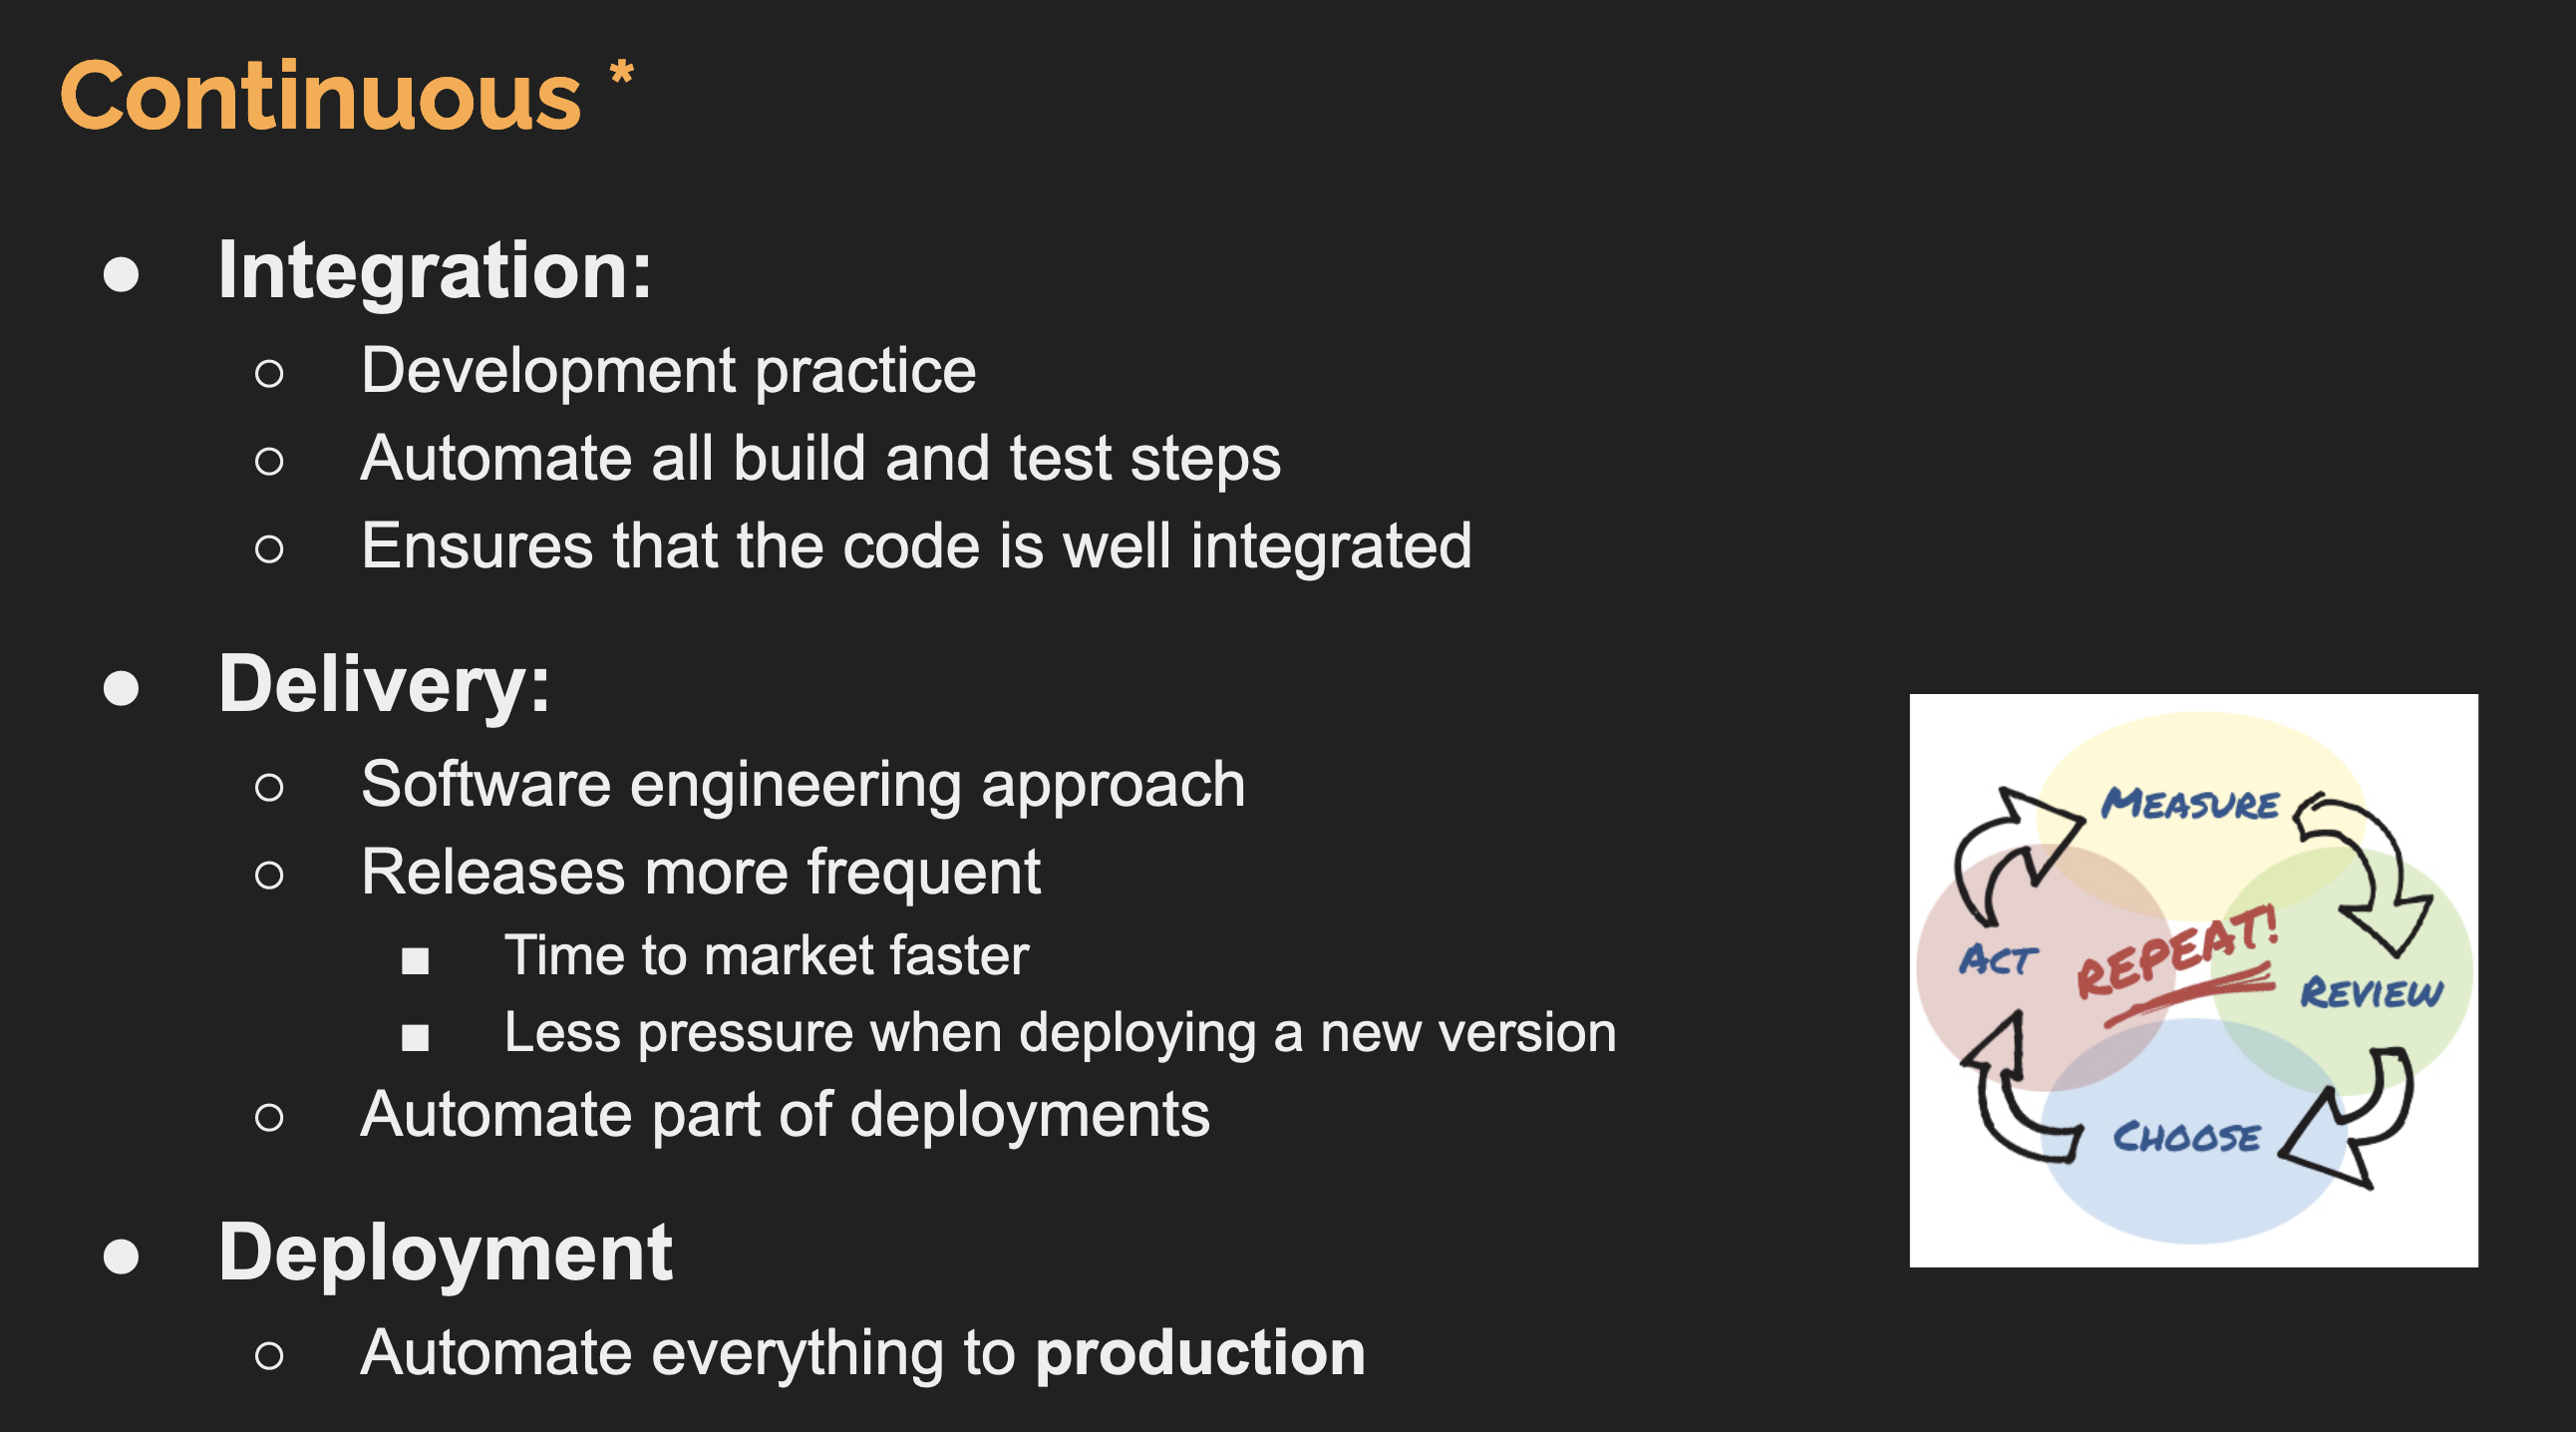 Continuous *
● Integration:
○ Development practice
○ Automate all build and test steps
○ Ensures that the code is well integrated
● Delivery:
○ Software engineering approach
○ Releases more frequent
■ Time to market faster
■ Less pressure when deploying a new version
○ Automate part of deployments
● Deployment
○ Automate everything to production
MEASURE
ACT
REPEAT!
REVIEW
CHOOSE